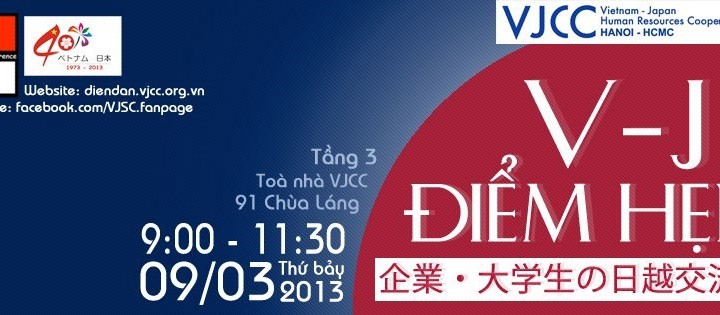 ベトナム 日本
1973 - 2013
Website: diendan.vjcc.org.vn
facebook.com/VJSC.fanpage
VJCC
Vietnam - Japan
Human Resources Coope
HANOI - HCMC
V-J
ĐIỂM HẸ
企業・大学生の日越交流
Tầng 3
Toà nhà VJCC
91 Chùa Láng
9:00 - 11:30
09/03 Thứ bảy 2013